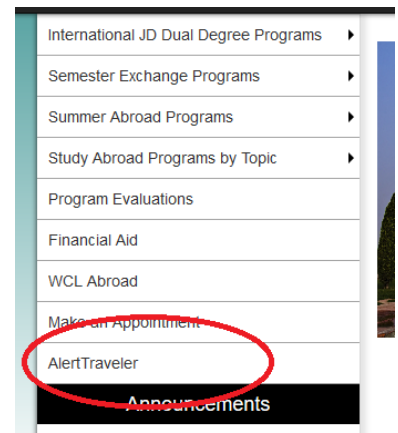 International JD Dual Degree Programs
Semester Exchange Programs
Summer Abroad Programs
Study Abroad Programs by Topic
Program Evaluations
Financial Aid
WCL Abroad
Make an Appointment
AlertTraveler
Announcements